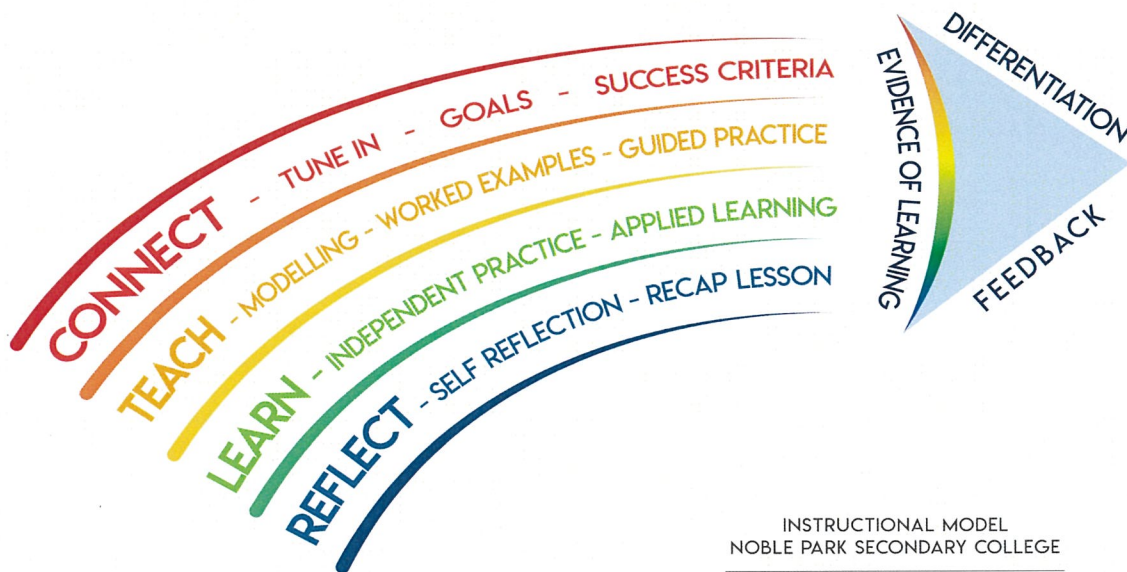 CONNECT - TUNE IN - GOALS - SUCCESS CRITERIA
TEACH - MODELLING - WORKED EXAMPLES - GUIDED PRACTICE
LEARN - INDEPENDENT PRACTICE - APPLIED LEARNING
REFLECT - SELF REFLECTION - RECAP LESSON
EVIDENCE OF LEARNING
DIFFERENTIATION
FEEDBACK
INSTRUCTIONAL MODEL
NOBLE PARK SECONDARY COLLEGE